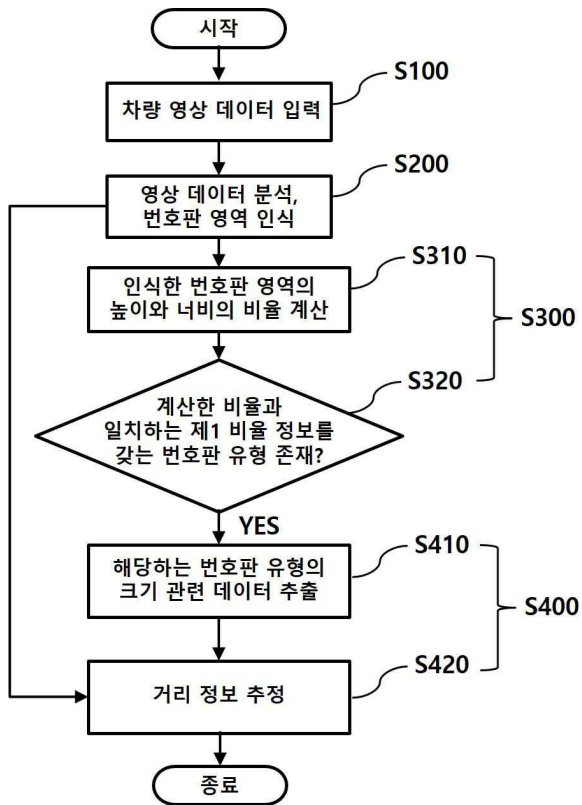 시작
S100
차량 영상 데이터 입력
S200
영상 데이터 분석,
번호판 영역 인식
S310
인식한 번호판 영역의
높이와 너비의 비율 계산
S300
S320
계산한 비율과
일치하는 제1 비율 정보를
갖는 번호판 유형 존재?
YES
S410
해당하는 번호판 유형의
크기 관련 데이터 추출
S400
S420
거리 정보 추정
종료